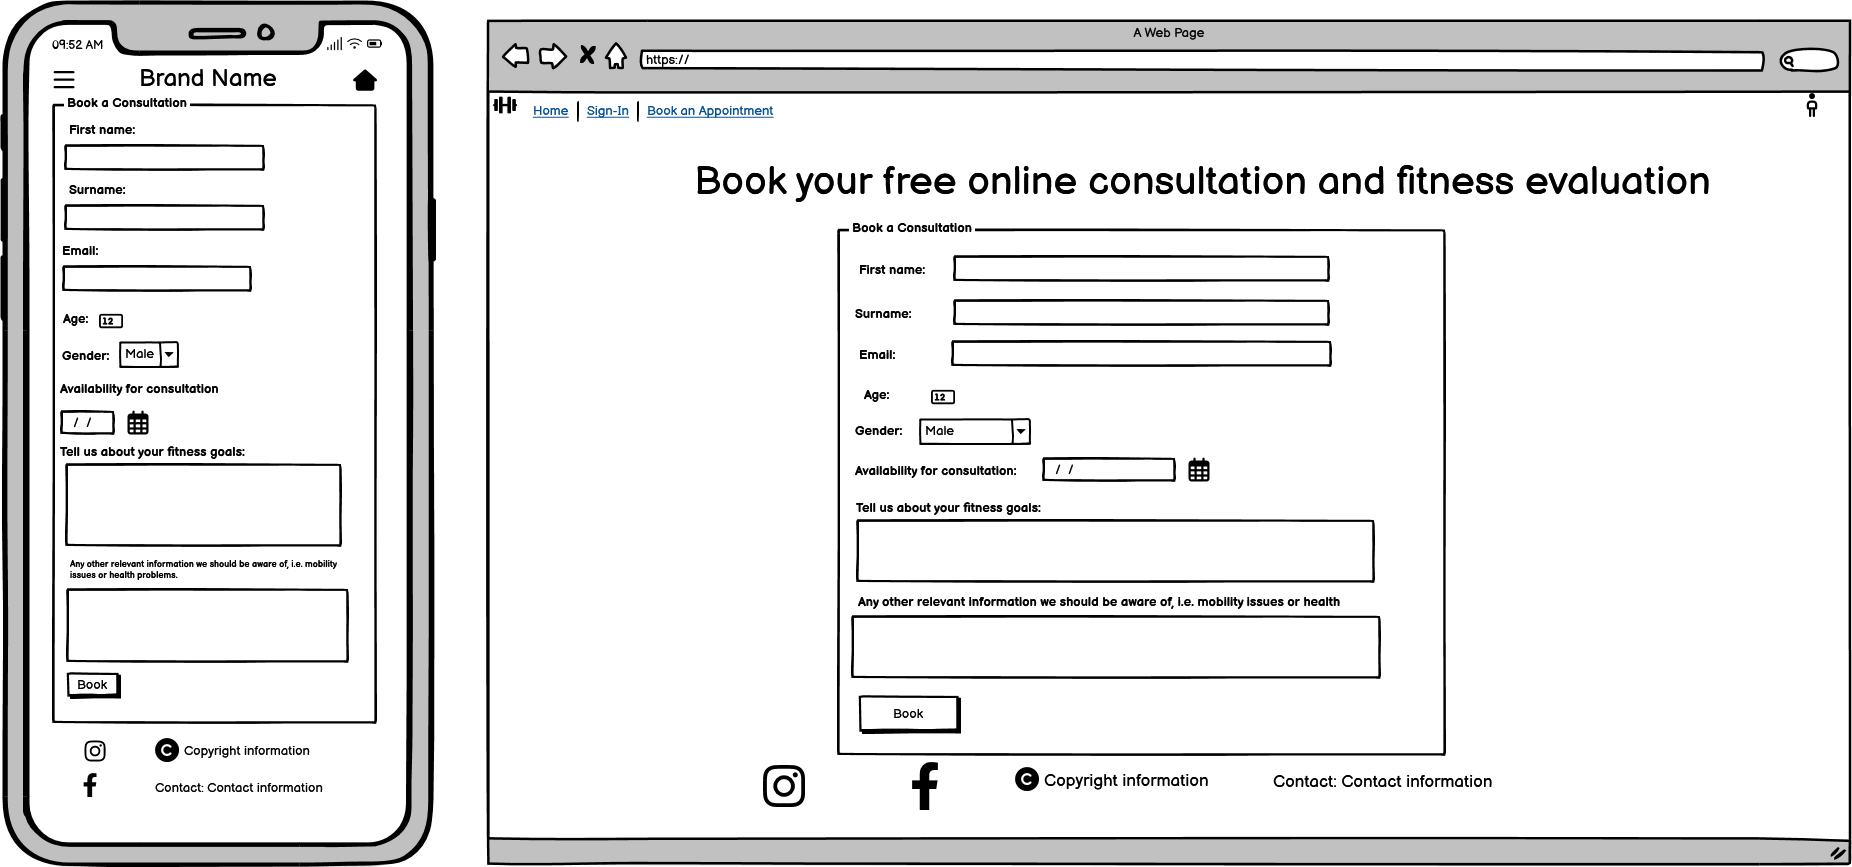 09:52 AM
Brand Name
Book a Consultation
First name:
Surname:
Email:
Age: 12
Gender: Male
Availability for consultation
/ /
Tell us about your fitness goals:
Any other relevant information we should be aware of, i.e. mobility
issues or health problems.
Book
C Copyright information
Contact: Contact information
A Web Page
https://
Home Sign-In Book an Appointment
Book your free online consultation and fitness evaluation
Book a Consultation
First name:
Surname:
Email:
Age: 12
Gender: Male
Availability for consultation: / /
Tell us about your fitness goals:
Any other relevant information we should be aware of, i.e. mobility issues or health
Book
C Copyright information Contact: Contact information